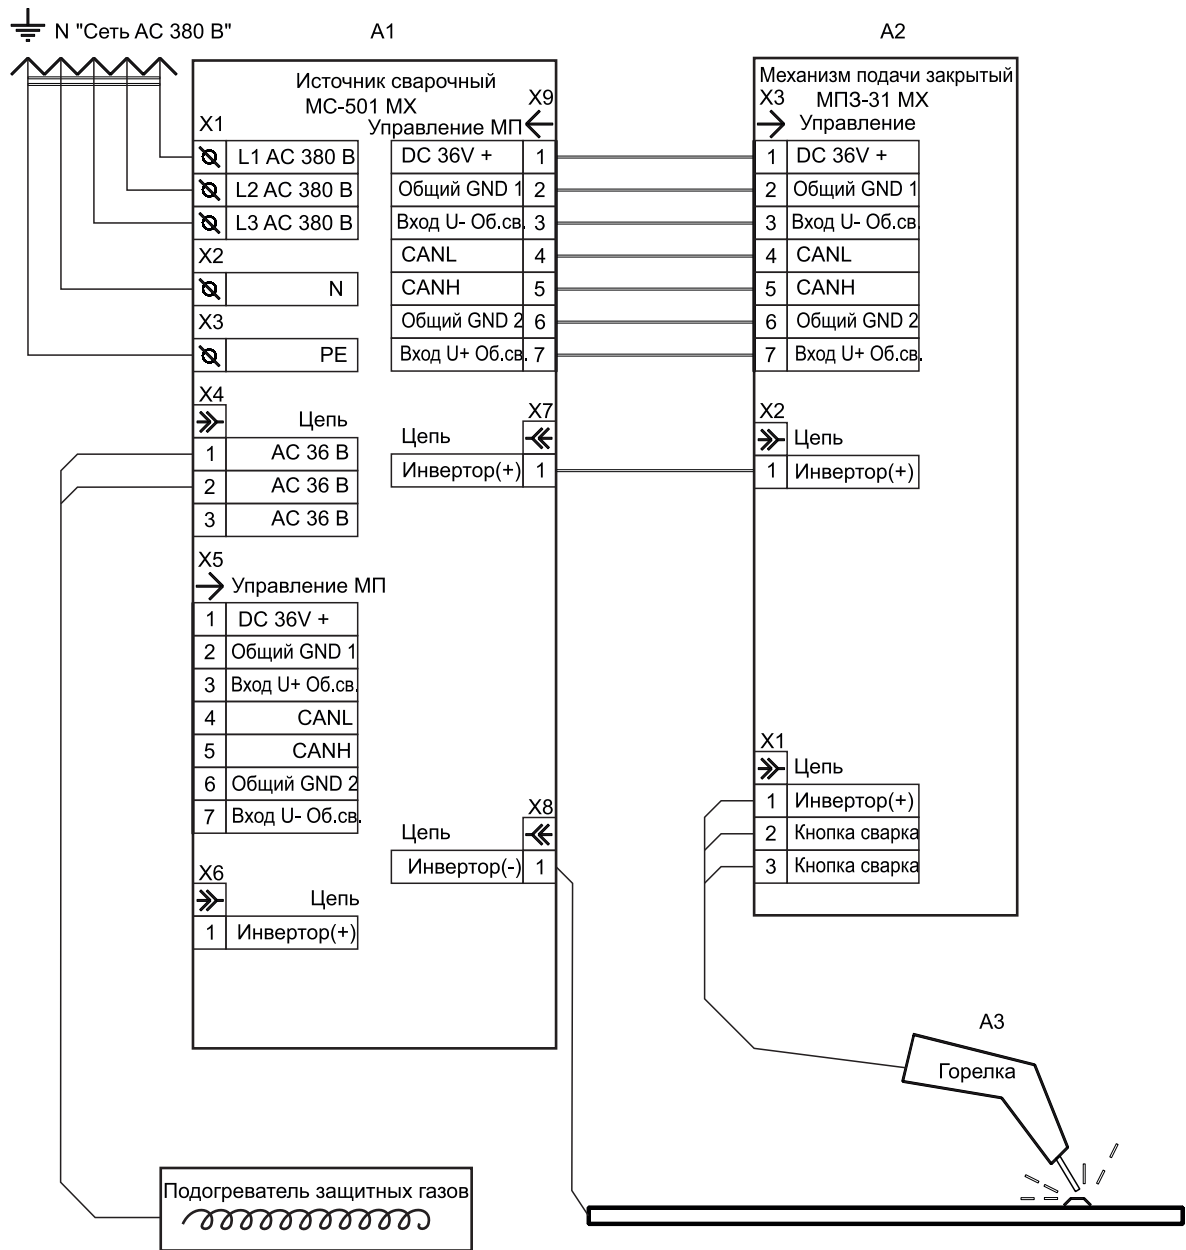 N "Сеть AC 380 В"
A1
A2
Источник сварочный
МС-501 МХ
X1
L1 AC 380 В
L2 AC 380 В
L3 AC 380 В
X2
N
X3
PE
X4
Цепь
1 AC 36 В
2 AC 36 В
3 AC 36 В
X5
Управление МП
1 DC 36V +
2 Общий GND 1
3 Вход U+ Об.св.
4 CANL
5 CANH
6 Общий GND 2
7 Вход U- Об.св.
X6
Цепь
1 Инвертор(+)
X9
Управление МП
DC 36V + 1
Общий GND 1 2
Вход U- Об.св. 3
CANL 4
CANH 5
Общий GND 2 6
Вход U+ Об.св. 7
X7
Цепь
Инвертор(+) 1
X8
Цепь
Инвертор(-) 1
Механизм подачи закрытый
X3 МПЗ-31 МХ
Управление
1 DC 36V +
2 Общий GND 1
3 Вход U- Об.св.
4 CANL
5 CANH
6 Общий GND 2
7 Вход U+ Об.св.
X2
Цепь
1 Инвертор(+)
X1
Цепь
1 Инвертор(+)
2 Кнопка сварка
3 Кнопка сварка
A3
Горелка
Подогреватель защитных газов